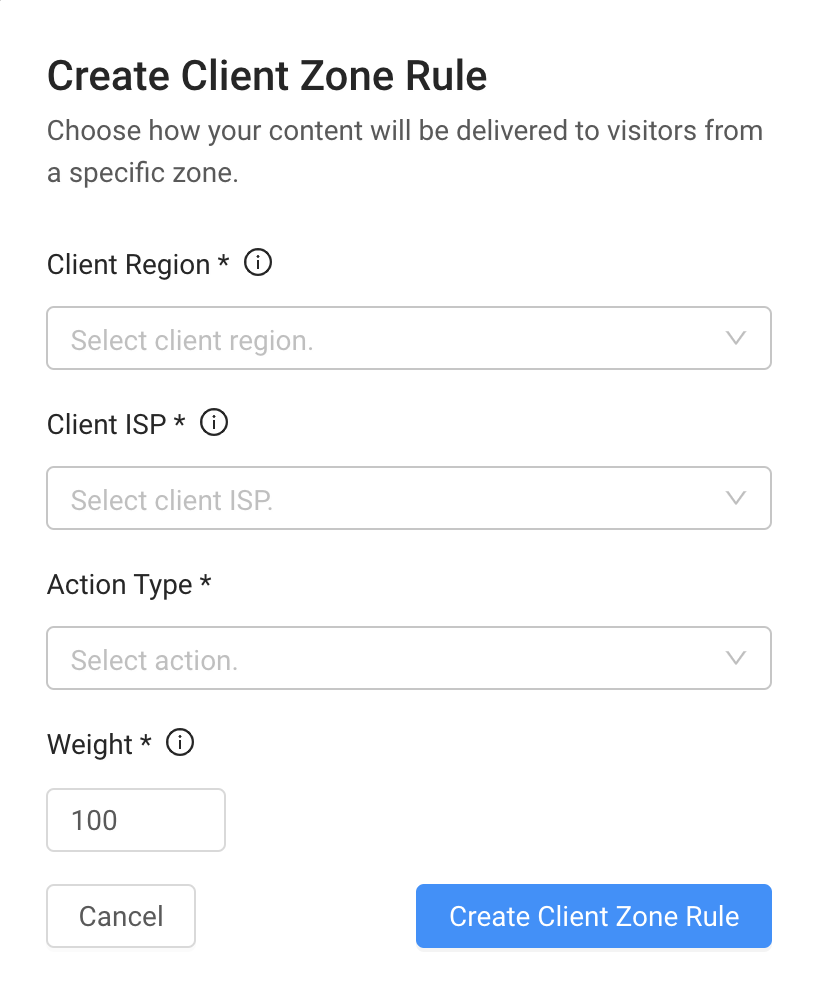 Create Client Zone Rule
Choose how your content will be delivered to visitors from
a specific zone.
Client Region *
Select client region.
Client ISP *
Select client ISP.
Action Type *
Select action.
Weight *
100
Cancel
Create Client Zone Rule